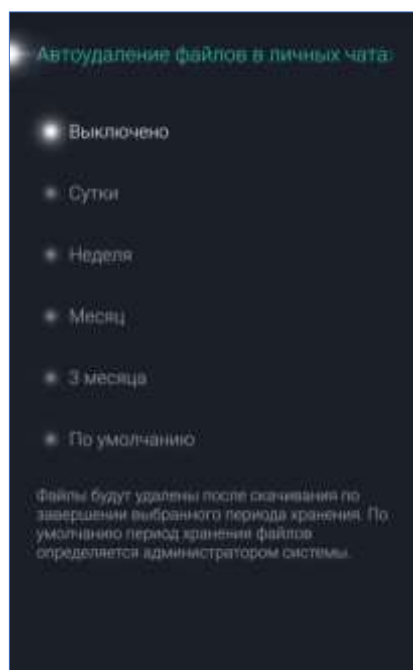 Автоудаление файлов в личных чата
Выключено
Сутки
Неделя
Месяц
3 месяца
По умолчанию
Файлы будут удалены после скачивания по
завершении выбранного периода хранения. По
умолчанию период хранения файлов
определяется администратором системы.